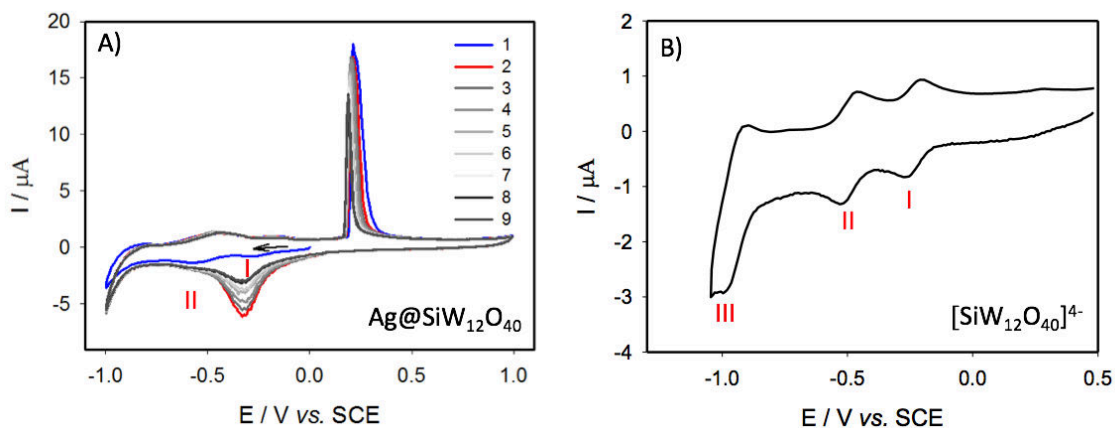 A)
I / μA
20
15
10
5
0
-5
1
2
3
4
5
6
7
8
9
I
II
Ag@SiW₁₂O₄₀
-1.0 -0.5 0.0 0.5 1.0
E / V vs. SCE
B)
I / μA
2
1
0
-1
-2
-3
-4
I
II
III
[SiW₁₂O₄₀]⁴⁻
-1.0 -0.5 0.0 0.5
E / V vs. SCE